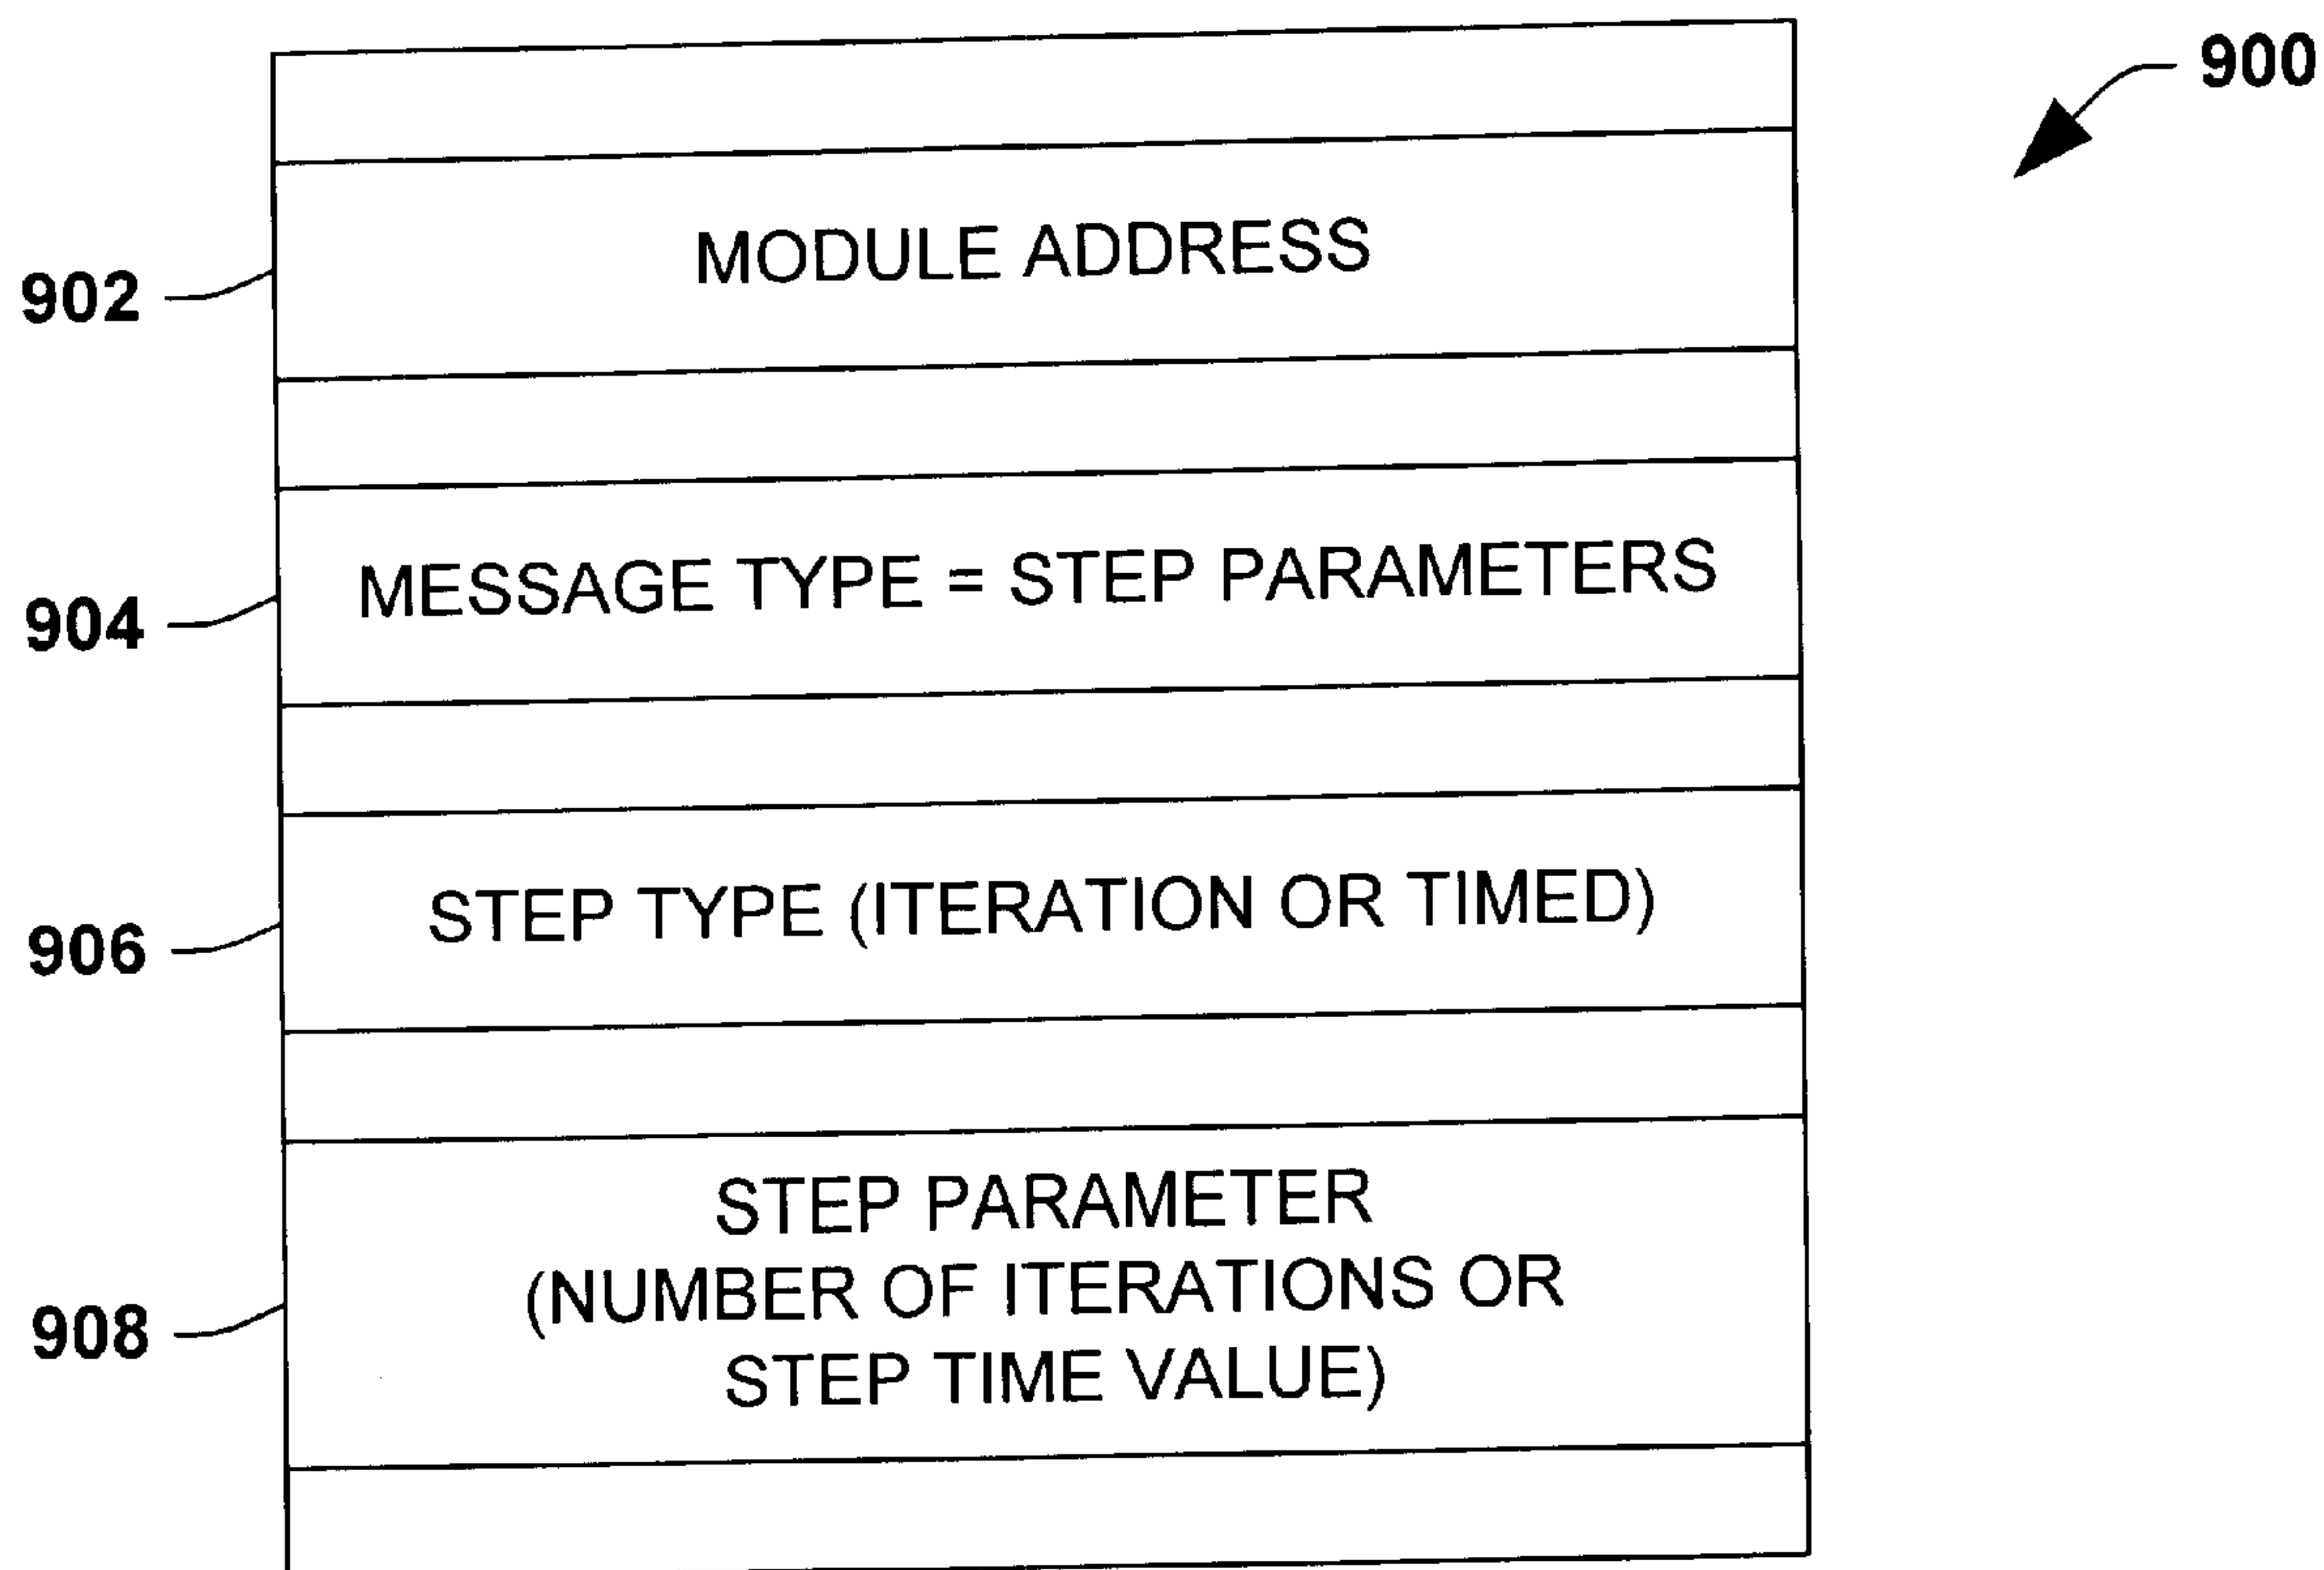 900
902
MODULE ADDRESS
904
MESSAGE TYPE = STEP PARAMETERS
906
STEP TYPE (ITERATION OR TIMED)
908
STEP PARAMETER
(NUMBER OF ITERATIONS OR
STEP TIME VALUE)